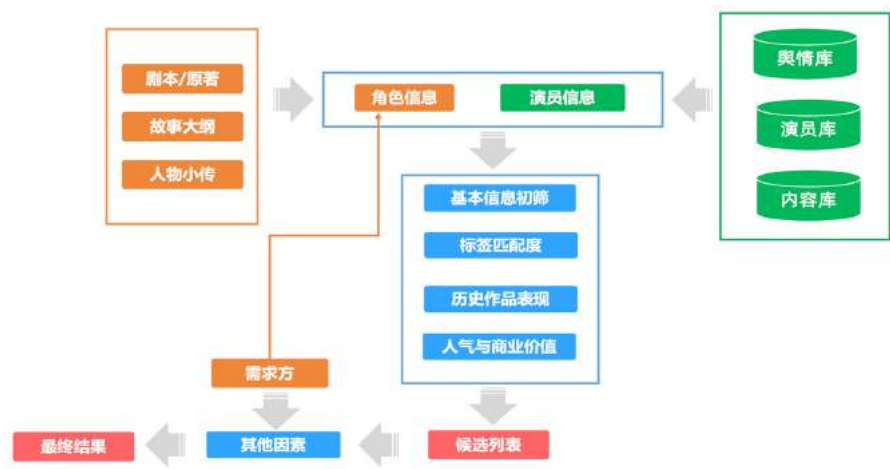 剧本/原著
故事大纲
人物小传
角色信息
演员信息
舆情库
演员库
内容库
基本信息初筛
标签匹配度
历史作品表现
人气与商业价值
需求方
最终结果
其他因素
候选列表